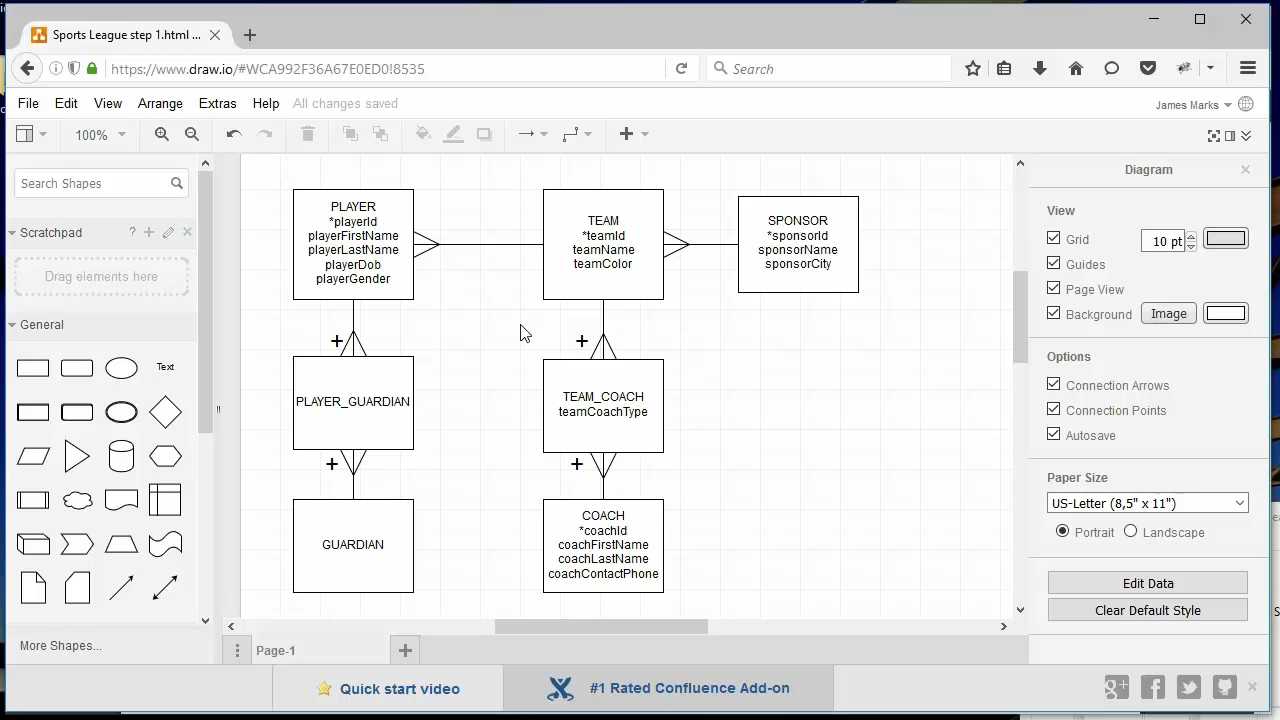 Sports League step 1.html ...
https://www.draw.io/#WCA992F36A67E0ED0!8535
Search
File Edit View Arrange Extras Help All changes saved
James Marks
100%
Search Shapes
Scratchpad
?
Drag elements here
General
Text
More Shapes...
PLAYER
*playerId
playerFirstName
playerLastName
playerDob
playerGender
TEAM
*teamId
teamName
teamColor
SPONSOR
*sponsorId
sponsorName
sponsorCity
+
+
PLAYER_GUARDIAN
TEAM_COACH
teamCoachType
+
+
GUARDIAN
COACH
*coachId
coachFirstName
coachLastName
coachContactPhone
Diagram
View
Grid 10 pt
Guides
Page View
Background Image
Options
Connection Arrows
Connection Points
Autosave
Paper Size
US-Letter (8,5" x 11")
Portrait Landscape
Edit Data
Clear Default Style
Page-1
Quick start video
#1 Rated Confluence Add-on